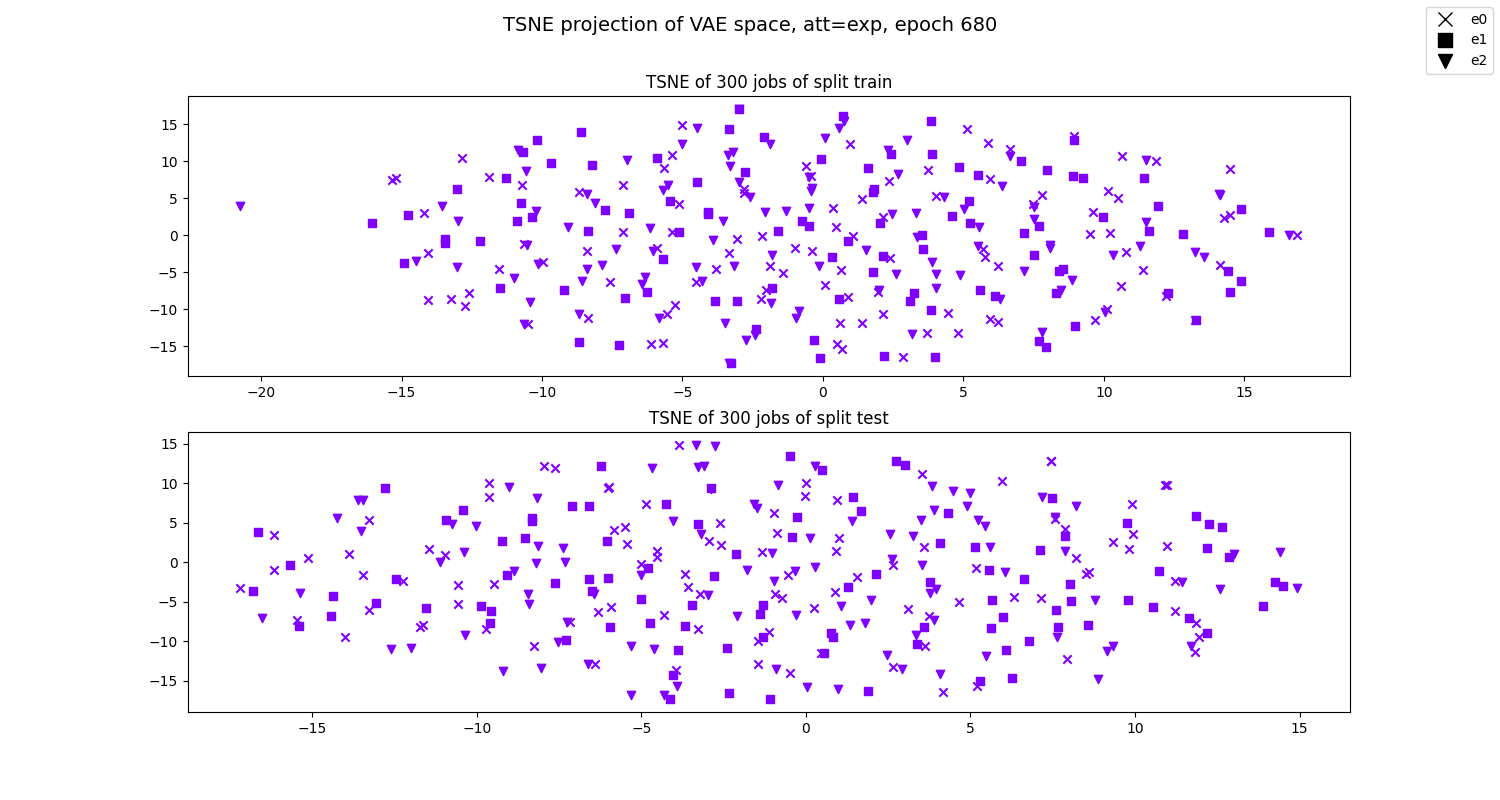 TSNE projection of VAE space, att=exp, epoch 680
e0
e1
e2
TSNE of 300 jobs of split train
15
10
5
0
−5
−10
−15
−20 −15 −10 −5 0 5 10 15
TSNE of 300 jobs of split test
15
10
5
0
−5
−10
−15
−15 −10 −5 0 5 10 15